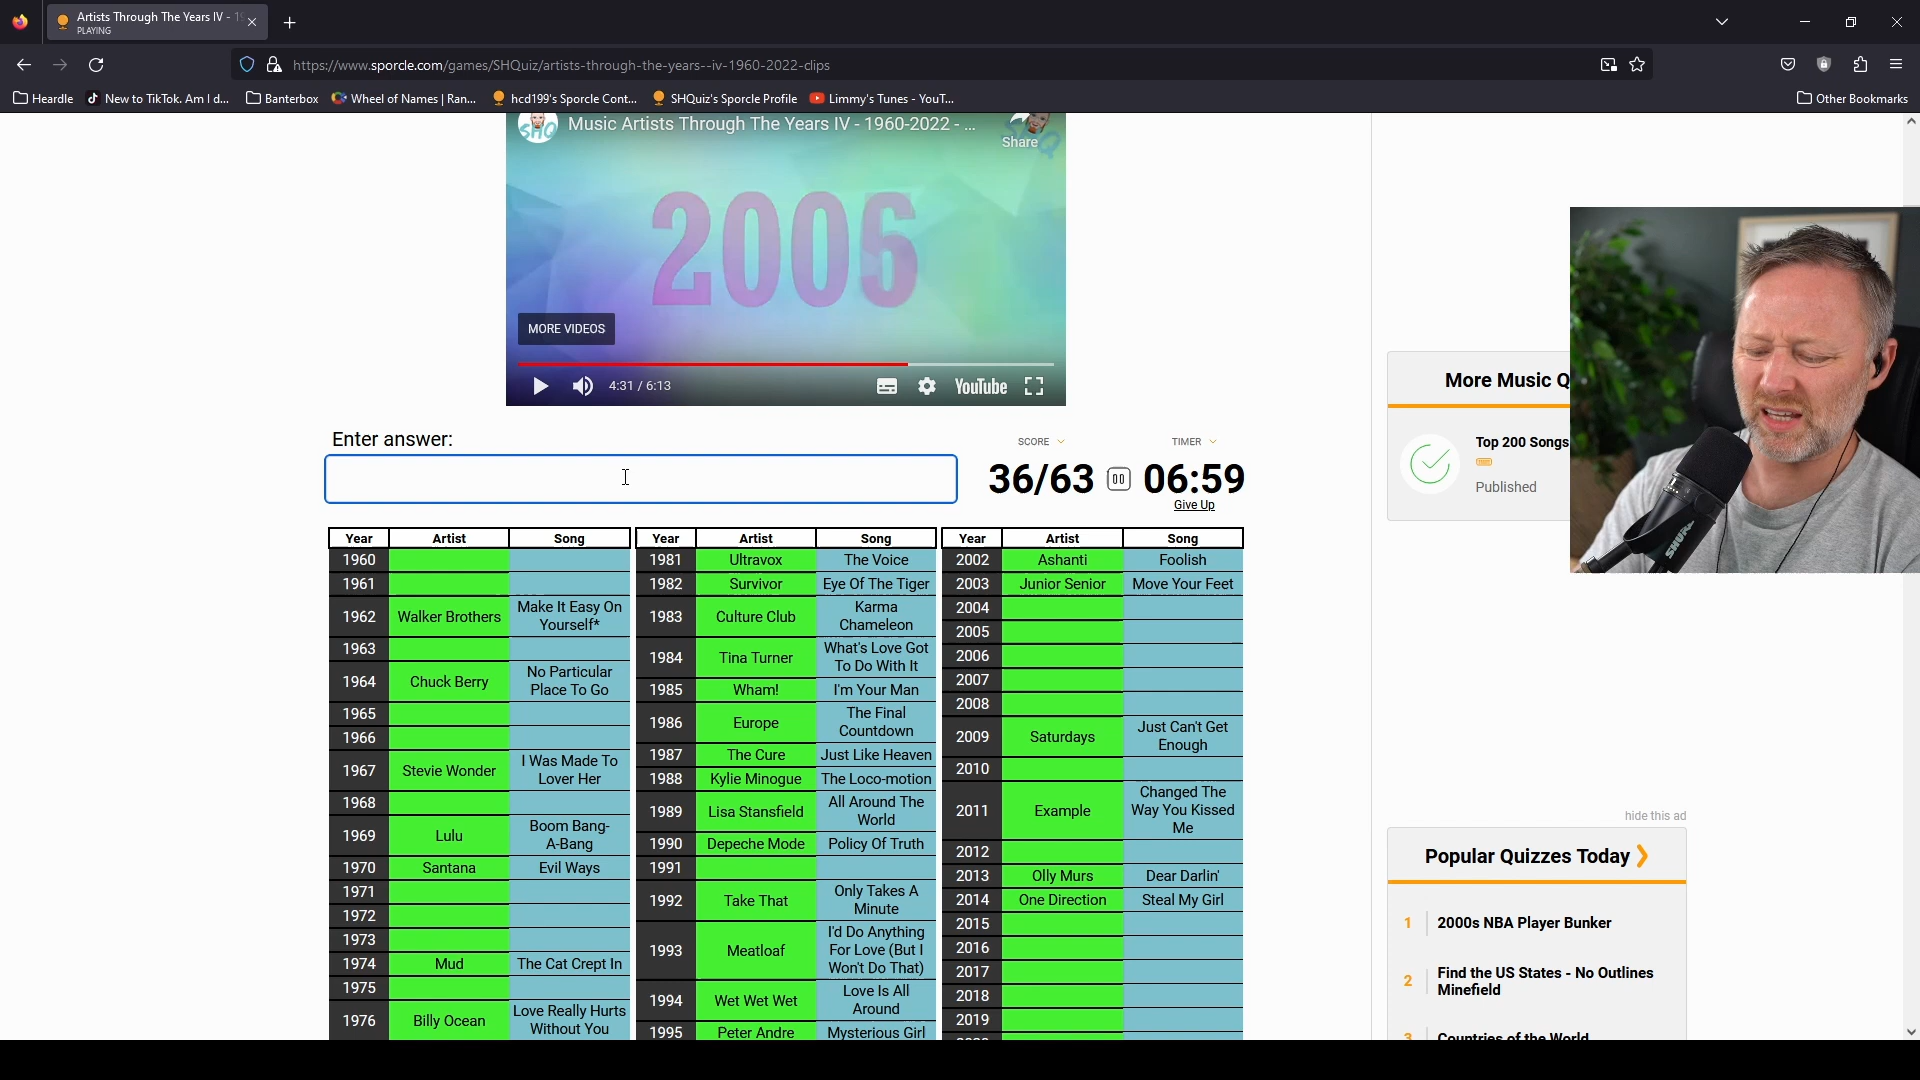 Artists Through The Years IV - 19
PLAYING
https://www.sporcle.com/games/SHQuiz/artists-through-the-years--iv-1960-2022-clips
Heardle
New to TikTok. Am I d...
Banterbox
Wheel of Names | Ran...
hcd199's Sporcle Cont...
SHQuiz's Sporcle Profile
Limmy's Tunes - YouT...
Other Bookmarks
SHQ
Music Artists Through The Years IV - 1960-2022 - ...
Share
MORE VIDEOS
4:31 / 6:13
YouTube
Enter answer:
SCORE
TIMER
36/63
06:59
Give Up
Year Artist Song
1960
1961
1962 Walker Brothers Make It Easy On
Yourself*
1963
1964 Chuck Berry No Particular
Place To Go
1965
1966
1967 Stevie Wonder I Was Made To
Lover Her
1968
1969 Lulu Boom Bang-
A-Bang
1970 Santana Evil Ways
1971
1972
1973
1974 Mud The Cat Crept In
1975
1976 Billy Ocean Love Really Hurts
Without You
Year Artist Song
1981 Ultravox The Voice
1982 Survivor Eye Of The Tiger
1983 Culture Club Karma
Chameleon
1984 Tina Turner What's Love Got
To Do With It
1985 Wham! I'm Your Man
1986 Europe The Final
Countdown
1987 The Cure Just Like Heaven
1988 Kylie Minogue The Loco-motion
1989 Lisa Stansfield All Around The
World
1990 Depeche Mode Policy Of Truth
1991
1992 Take That Only Takes A
Minute
1993 Meatloaf I'd Do Anything
For Love (But I
Won't Do That)
1994 Wet Wet Wet Love Is All
Around
1995 Peter Andre Mysterious Girl
Year Artist Song
2002 Ashanti Foolish
2003 Junior Senior Move Your Feet
2004
2005
2006
2007
2008
2009 Saturdays Just Can't Get
Enough
2010
2011 Example Changed The
Way You Kissed
Me
2012
2013 Olly Murs Dear Darlin'
2014 One Direction Steal My Girl
2015
2016
2017
2018
2019
More Music Q
Top 200 Songs
Published
SHURE
hide this ad
Popular Quizzes Today
1 2000s NBA Player Bunker
2 Find the US States - No Outlines
Minefield
3 Countries of the World